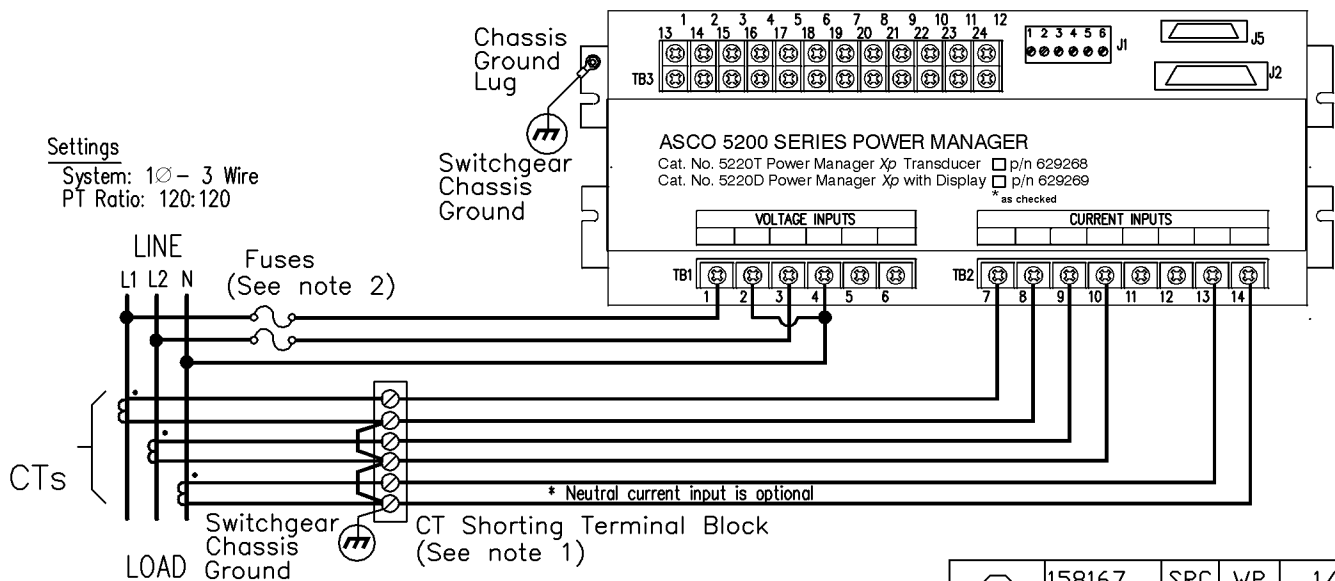 1 2 3 4 5 6 7 8 9 10 11 12
13 14 15 16 17 18 19 20 21 22 23 24
TB3
1 2 3 4 5 6
J1
J5
J2
Chassis
Ground
Lug
Switchgear
Chassis
Ground
Settings
System: 1∅ - 3 Wire
PT Ratio: 120:120
ASCO 5200 SERIES POWER MANAGER
Cat. No. 5220T Power Manager Xp Transducer □ p/n 629268
Cat. No. 5220D Power Manager Xp with Display □ p/n 629269
* as checked
VOLTAGE INPUTS
CURRENT INPUTS
TB1
1 2 3 4 5 6
TB2
7 8 9 10 11 12 13 14
LINE
L1 L2 N
Fuses
(See note 2)
CTs
* Neutral current input is optional
Switchgear
Chassis
Ground
CT Shorting Terminal Block
(See note 1)
LOAD
158167 SPC WP